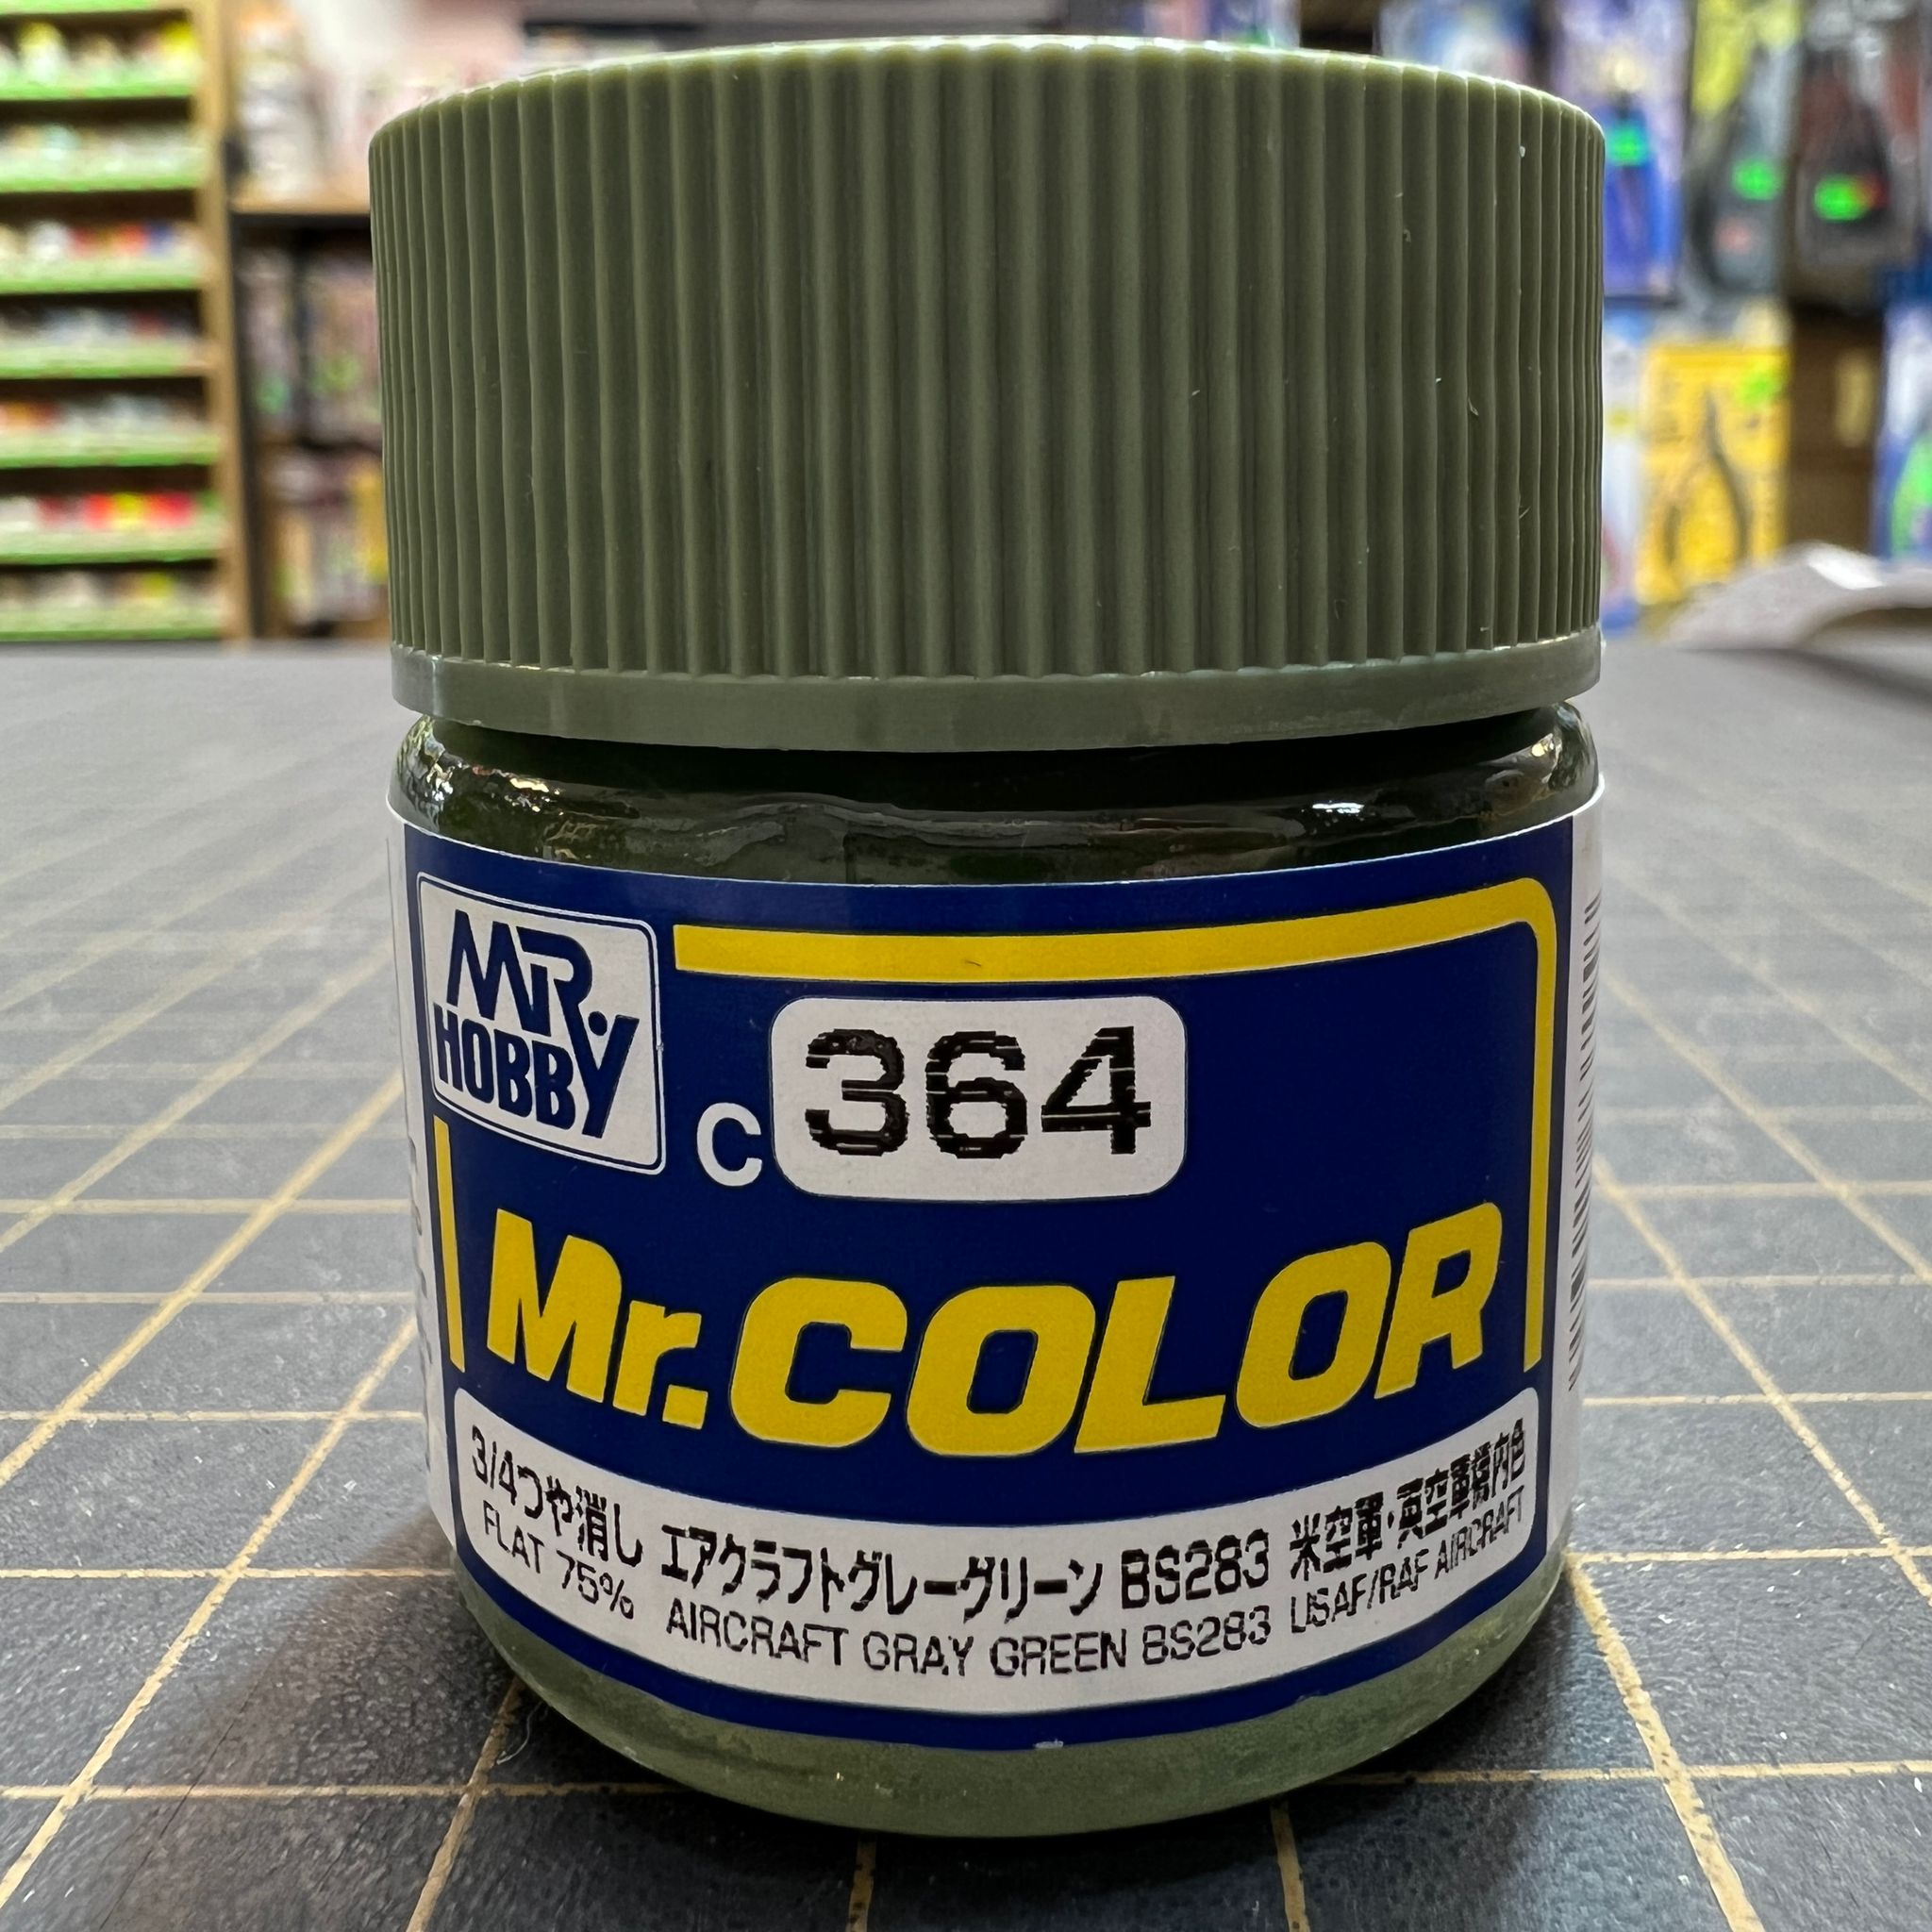 MR.
HOBBY
C 364
Mr.COLOR
3/4つや消し エアクラフトグレーグリーン BS283 米空軍・英空軍機内色
FLAT 75% AIRCRAFT GRAY GREEN BS283 USAF/RAF AIRCRAFT